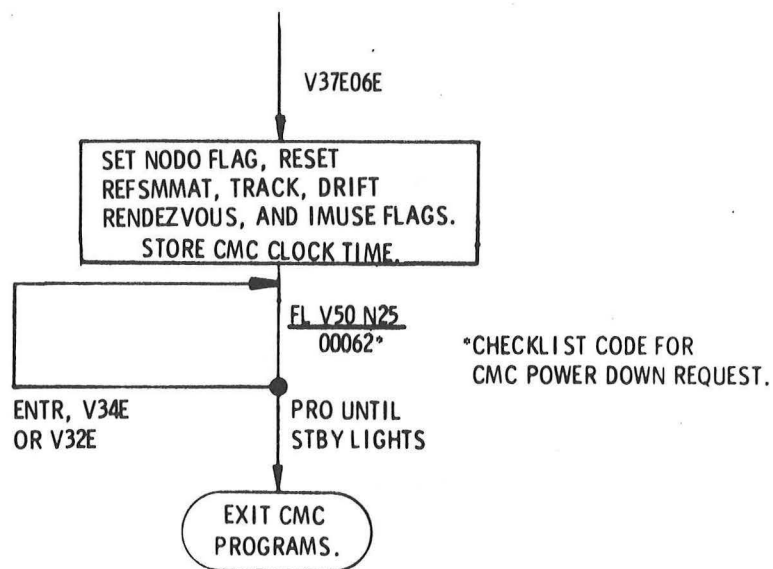 V37E06E
SET NODO FLAG, RESET
REFSMMAT, TRACK, DRIFT
RENDEZVOUS, AND IMUSE FLAGS.
STORE CMC CLOCK TIME.
FL V50 N25
00062*
*CHECKLIST CODE FOR
CMC POWER DOWN REQUEST.
ENTR, V34E
OR V32E
PRO UNTIL
STBY LIGHTS
EXIT CMC
PROGRAMS.